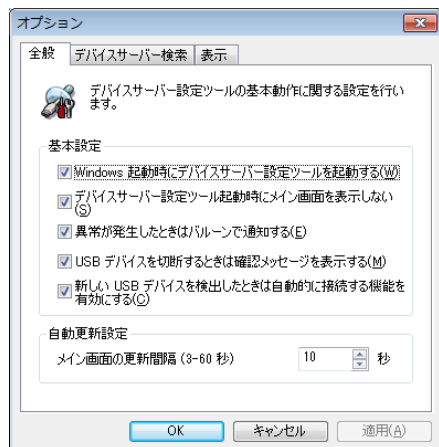 オプション
全般 デバイスサーバー検索 表示
デバイスサーバー設定ツールの基本動作に関する設定を行い
ます。
基本設定
Windows 起動時にデバイスサーバー設定ツールを起動する(W)
デバイスサーバー設定ツール起動時にメイン画面を表示しない
(S)
異常が発生したときはバルーンで通知する(E)
USB デバイスを切断するときは確認メッセージを表示する(M)
新しい USB デバイスを検出したときは自動的に接続する機能を
有効にする(C)
自動更新設定
メイン画面の更新間隔 (3-60 秒) 10 秒
OK キャンセル 適用(A)